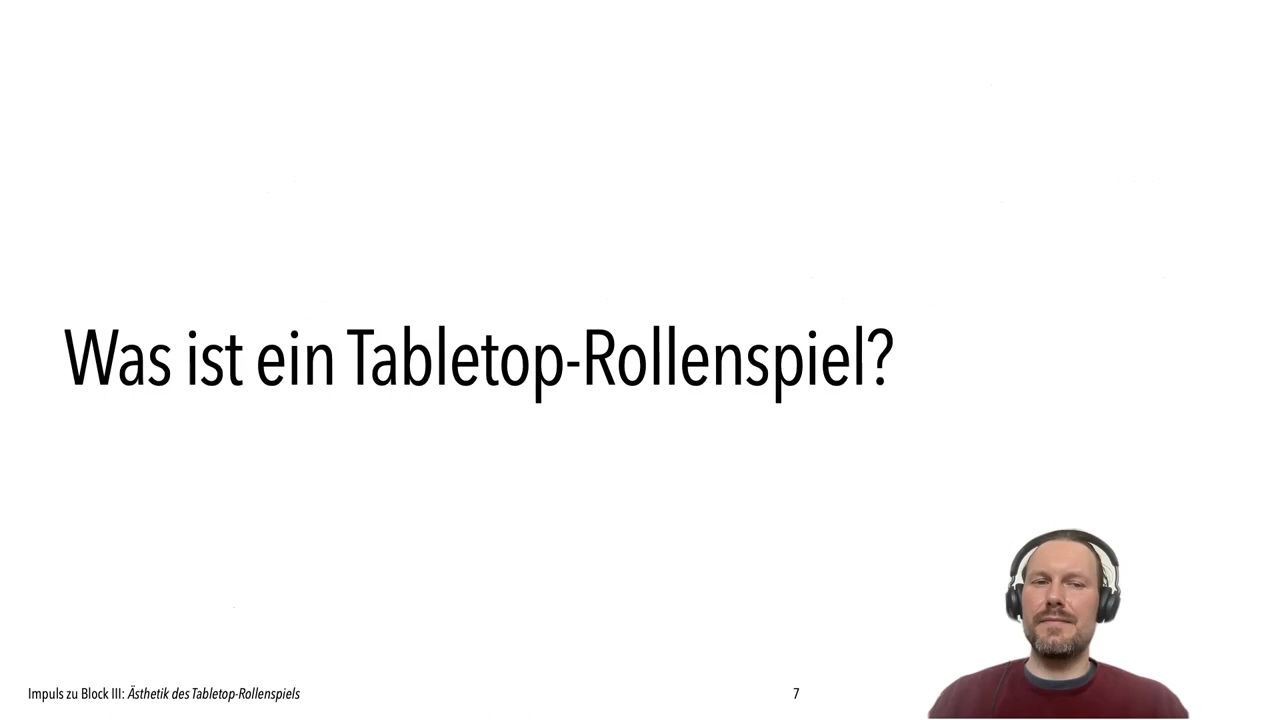 Was ist ein Tabletop-Rollenspiel?
Impuls zu Block III: Ästhetik des Tabletop-Rollenspiels
7